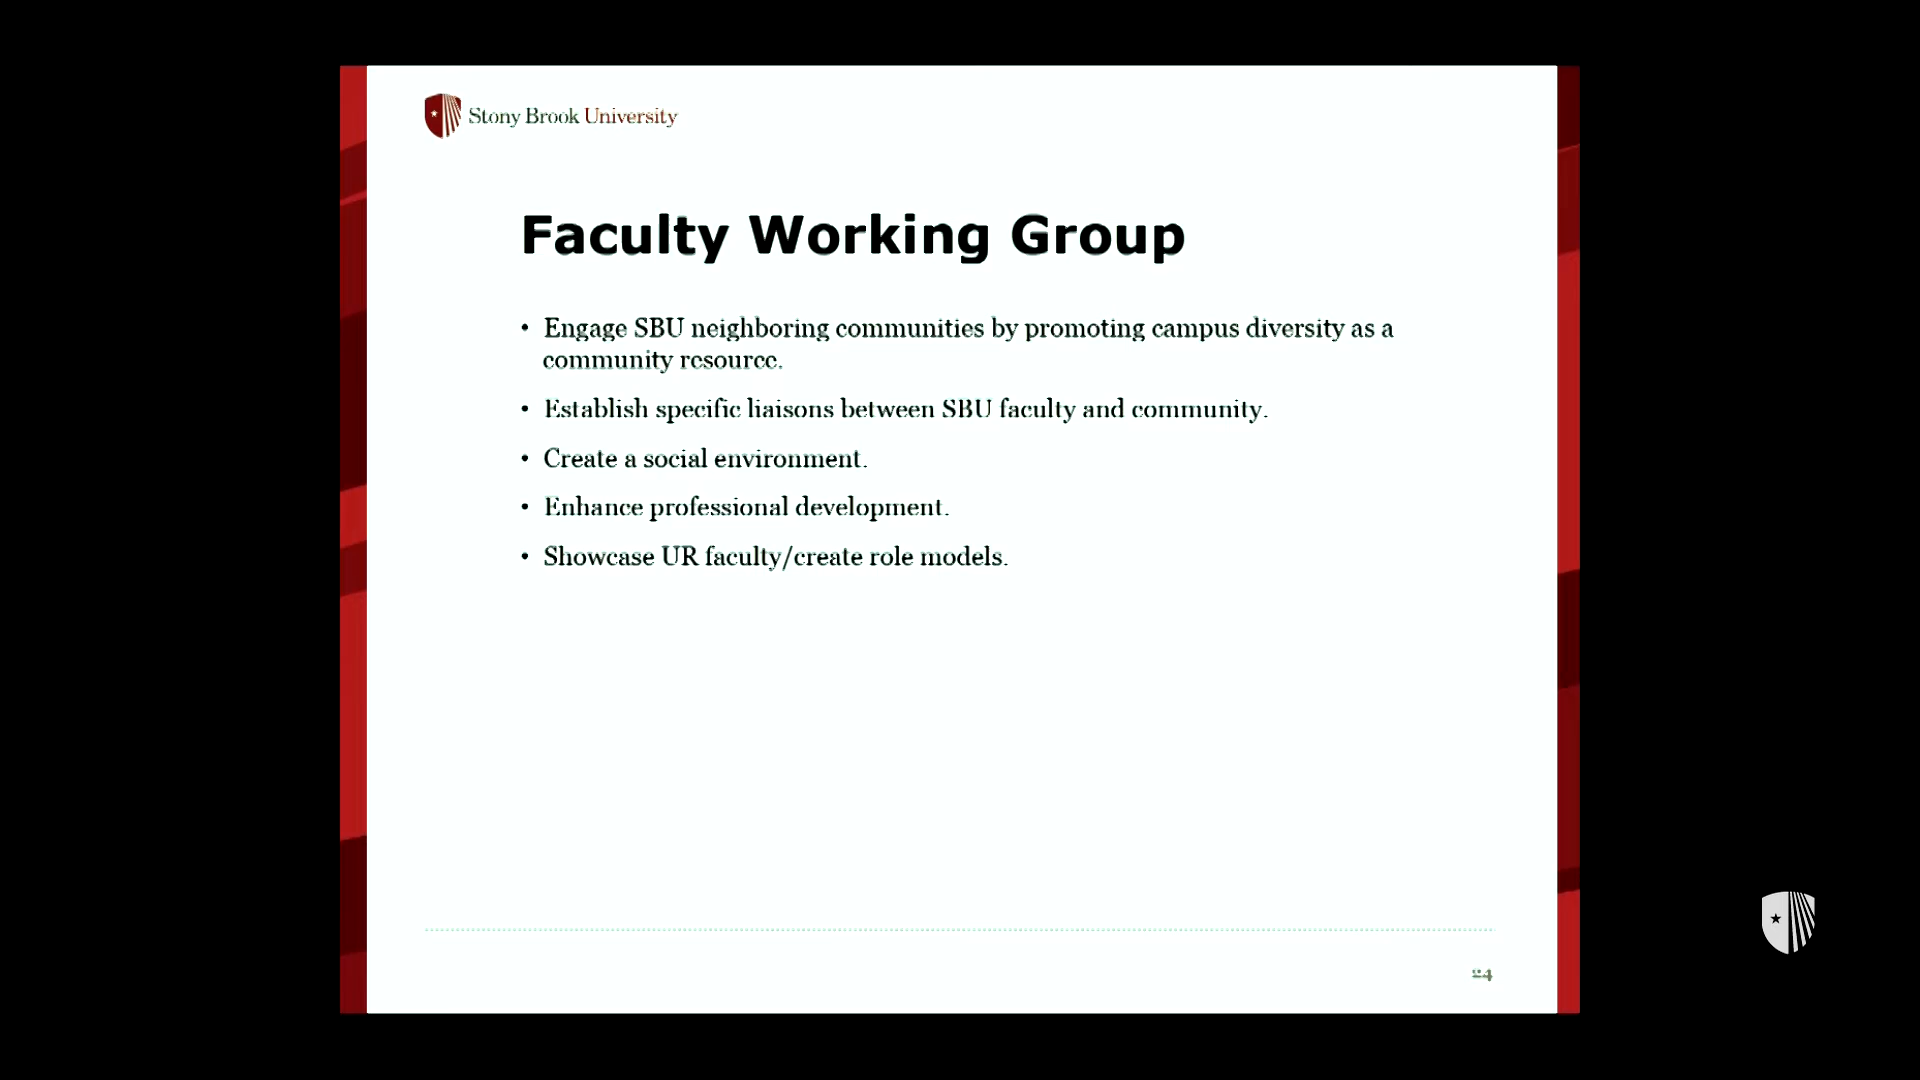 Stony Brook University
Faculty Working Group
• Engage SBU neighboring communities by promoting campus diversity as a
community resource.
• Establish specific liaisons between SBU faculty and community.
• Create a social environment.
• Enhance professional development.
• Showcase UR faculty/create role models.